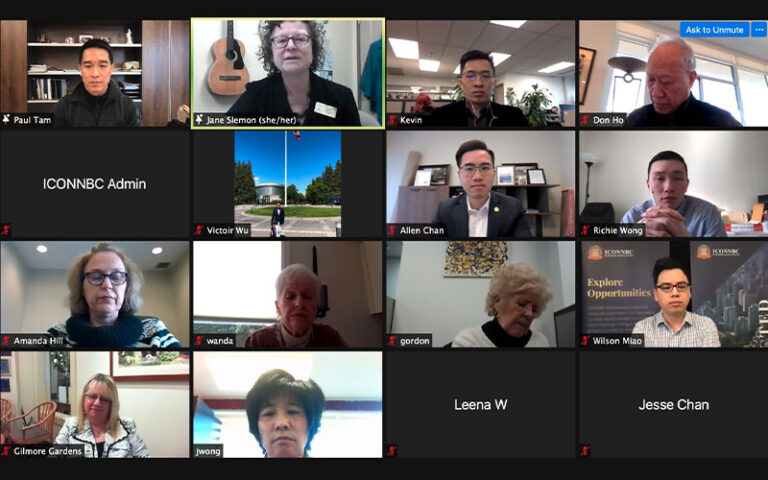 Ask to Unmute
...
Paul Tam
Jane Slemon (she/her)
Kevin
Don Ho
ICONNBC Admin
Victoir Wu
Allen Chan
Richie Wong
Amanda Hill
wanda
gordon
ICONNBC
ICONNBC
Explore
Opportunities
Wilson Miao
Gilmore Gardens
jwong
Leena W
Jesse Chan